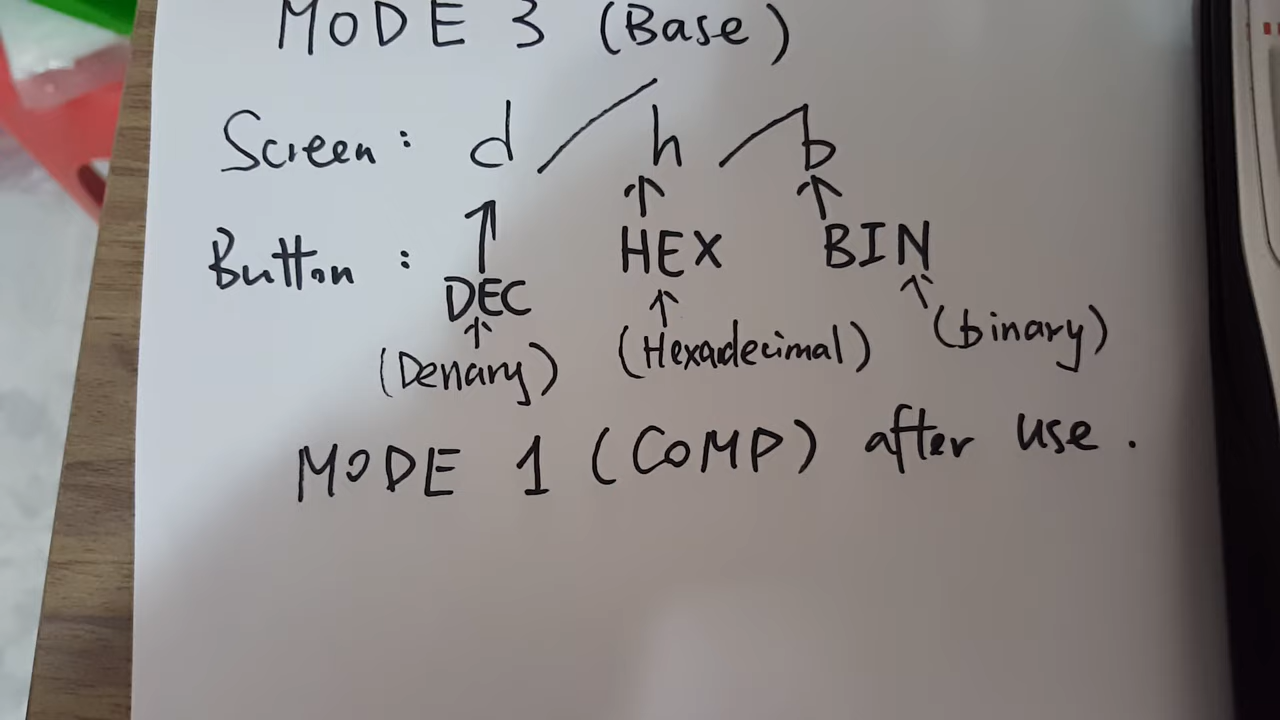 MODE 3 (Base)
Screen : d / h / b
Button : DEC HEX BIN
(Denary) (Hexadecimal) (binary)
MODE 1 (COMP) after use .